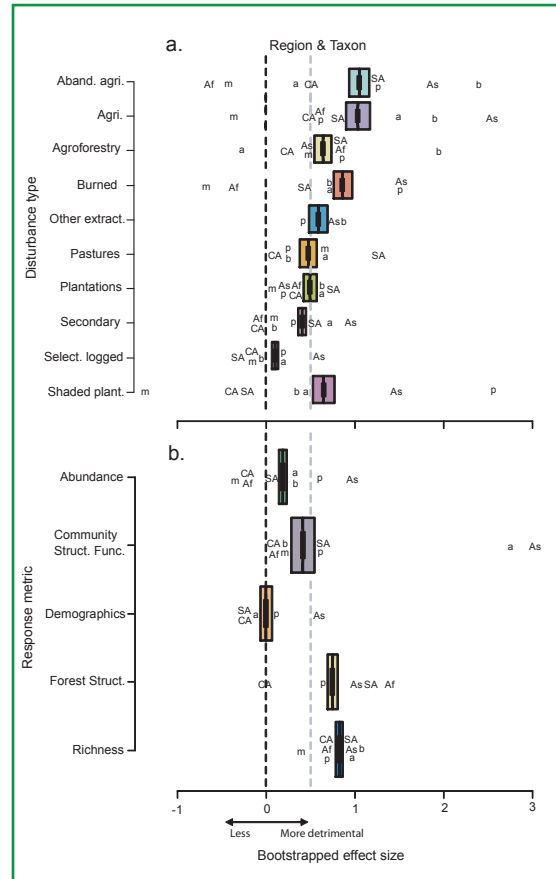 a.
Region & Taxon
Disturbance type
Aband. agri.
Af m a CA SA p As b
Agri.
m CA Af p SA a b As
Agroforestry
a CA As m SA Af p b
Burned
m Af SA b a As p
Other extract.
p As b
Pastures
CA p b m a SA
Plantations
m As p Af CA b a SA
Secondary
Af CA m b p SA a As
Select. logged
SA CA m b p a As
Shaded plant.
m CA SA b a As p
b.
Response metric
Abundance
m CA Af SA a b p As
Community
Struct. Func.
CA Af b m SA p a As
Demographics
SA CA a p As
Forest Struct.
CA p As SA Af
Richness
m CA Af p SA As b a
-1 0 1 2 3
Less More detrimental
Bootstrapped effect size